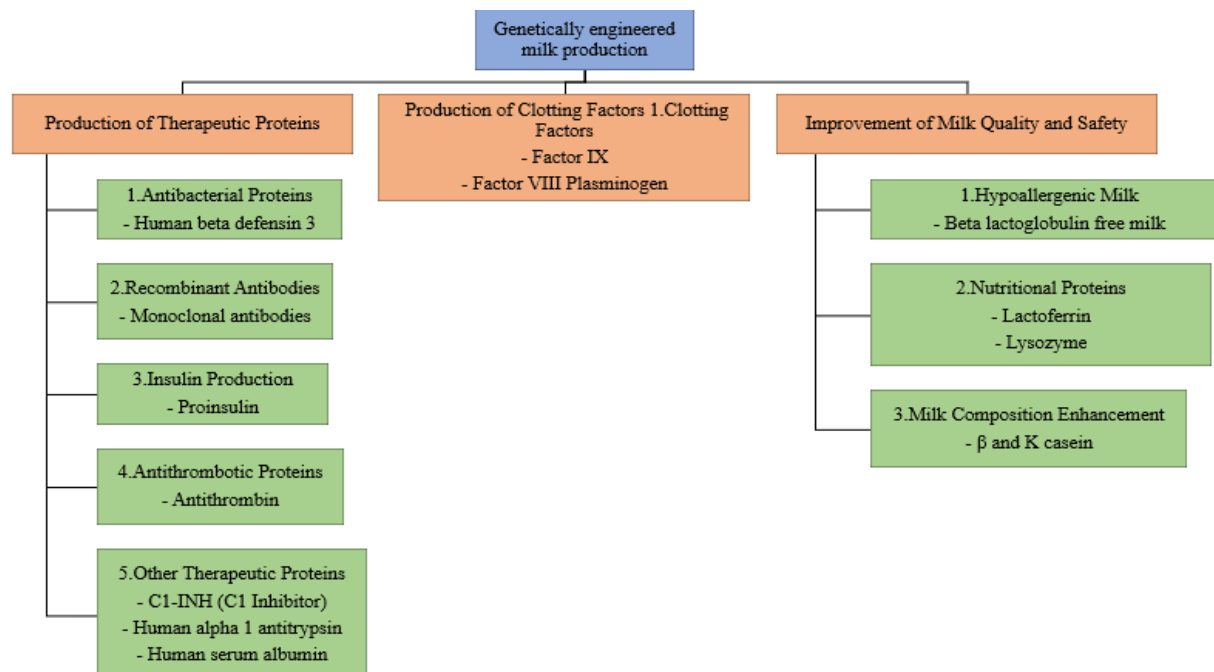 Genetically engineered
milk production
Production of Therapeutic Proteins
1.Antibacterial Proteins
- Human beta defensin 3
2.Recombinant Antibodies
- Monoclonal antibodies
3.Insulin Production
- Proinsulin
4.Antithrombotic Proteins
- Antithrombin
5.Other Therapeutic Proteins
- C1-INH (C1 Inhibitor)
- Human alpha 1 antitrypsin
- Human serum albumin
Production of Clotting Factors 1.Clotting
Factors
- Factor IX
- Factor VIII Plasminogen
Improvement of Milk Quality and Safety
1.Hypoallergenic Milk
- Beta lactoglobulin free milk
2.Nutritional Proteins
- Lactoferrin
- Lysozyme
3.Milk Composition Enhancement
- β and K casein